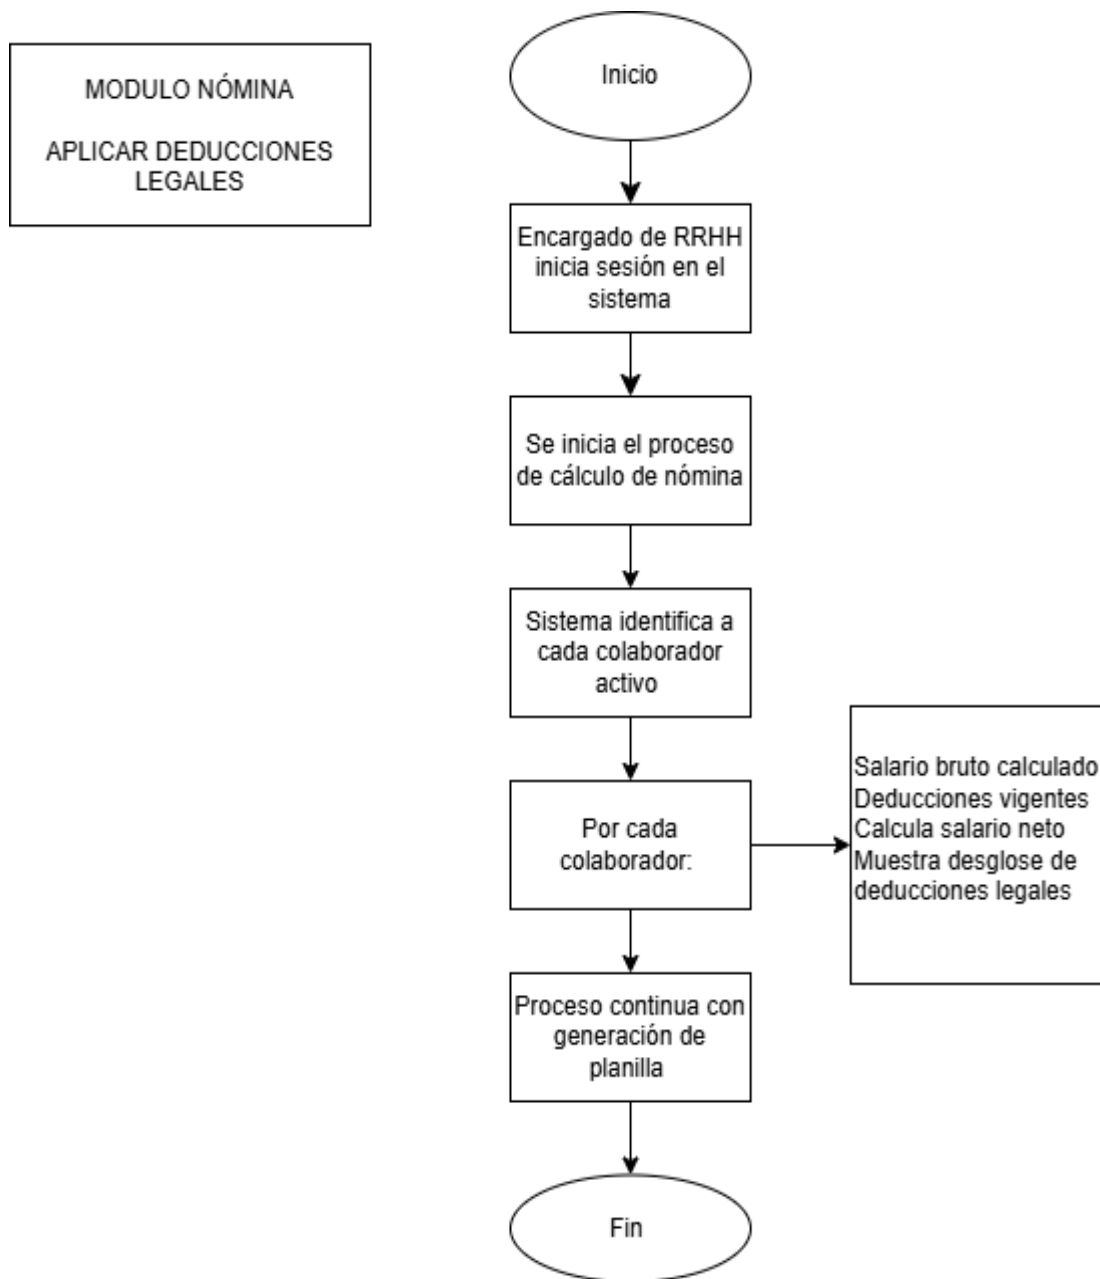 MODULO NÓMINA
APLICAR DEDUCCIONES
LEGALES
Inicio
Encargado de RRHH
inicia sesión en el
sistema
Se inicia el proceso
de cálculo de nómina
Sistema identifica a
cada colaborador
activo
Por cada
colaborador:
Salario bruto calculado
Deducciones vigentes
Calcula salario neto
Muestra desglose de
deducciones legales
Proceso continua con
generación de
planilla
Fin